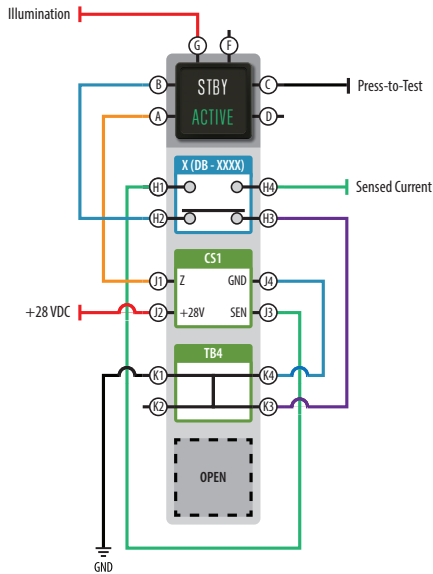 Illumination
G F
B STBY C Press-to-Test
A ACTIVE D
X (DB - XXXX)
H1 H4 Sensed Current
H2 H3
CS1
J1 Z GND J4
+28 VDC J2 +28V SEN J3
TB4
K1 K4
K2 K3
OPEN
GND